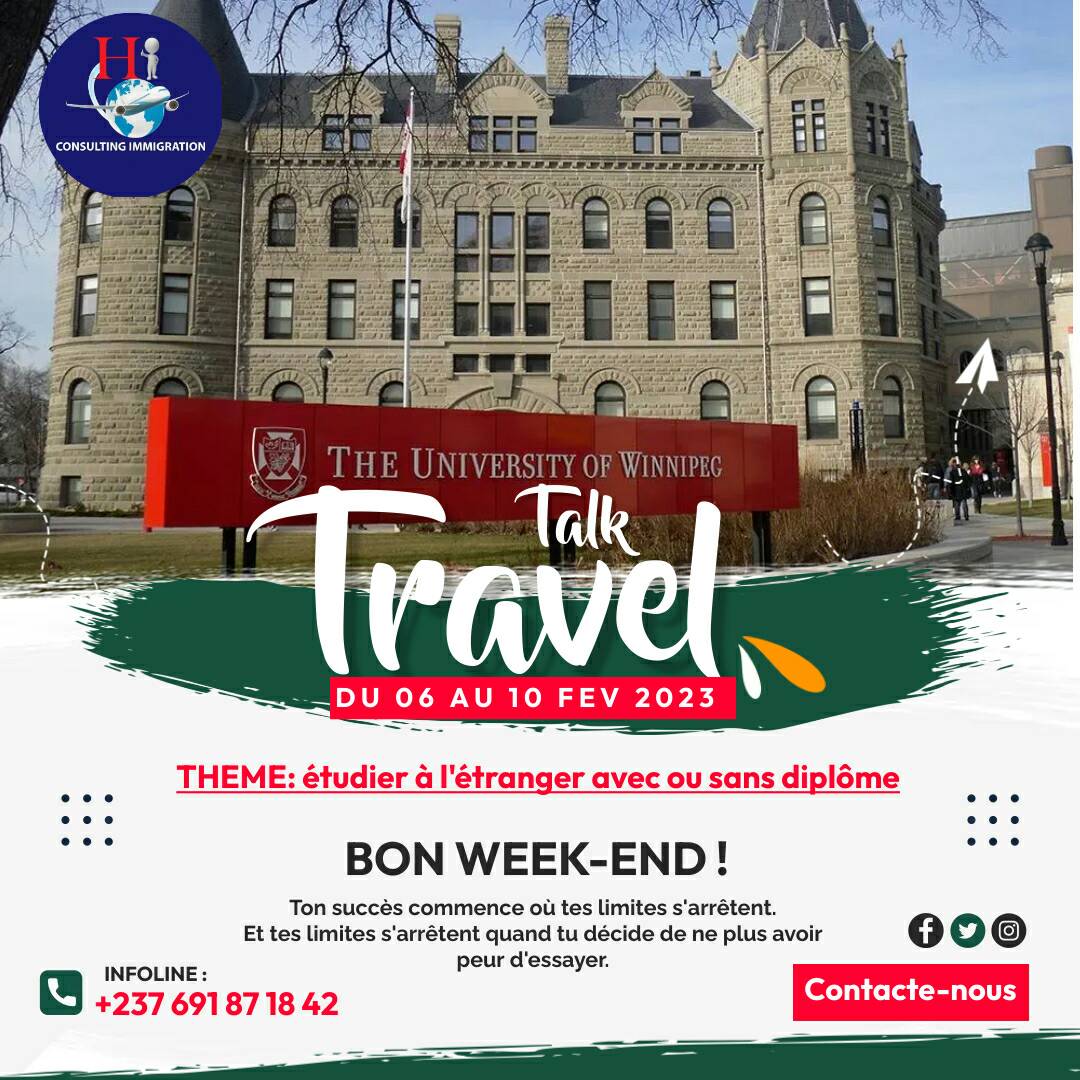 Hi
CONSULTING IMMIGRATION
THE UNIVERSITY OF WINNIPEG
Talk
Travel
DU 06 AU 10 FEV 2023
THEME: étudier à l'étranger avec ou sans diplôme
BON WEEK-END !
Ton succès commence où tes limites s'arrêtent.
Et tes limites s'arrêtent quand tu décide de ne plus avoir
peur d'essayer.
INFOLINE :
+237 691 87 18 42
Contacte-nous